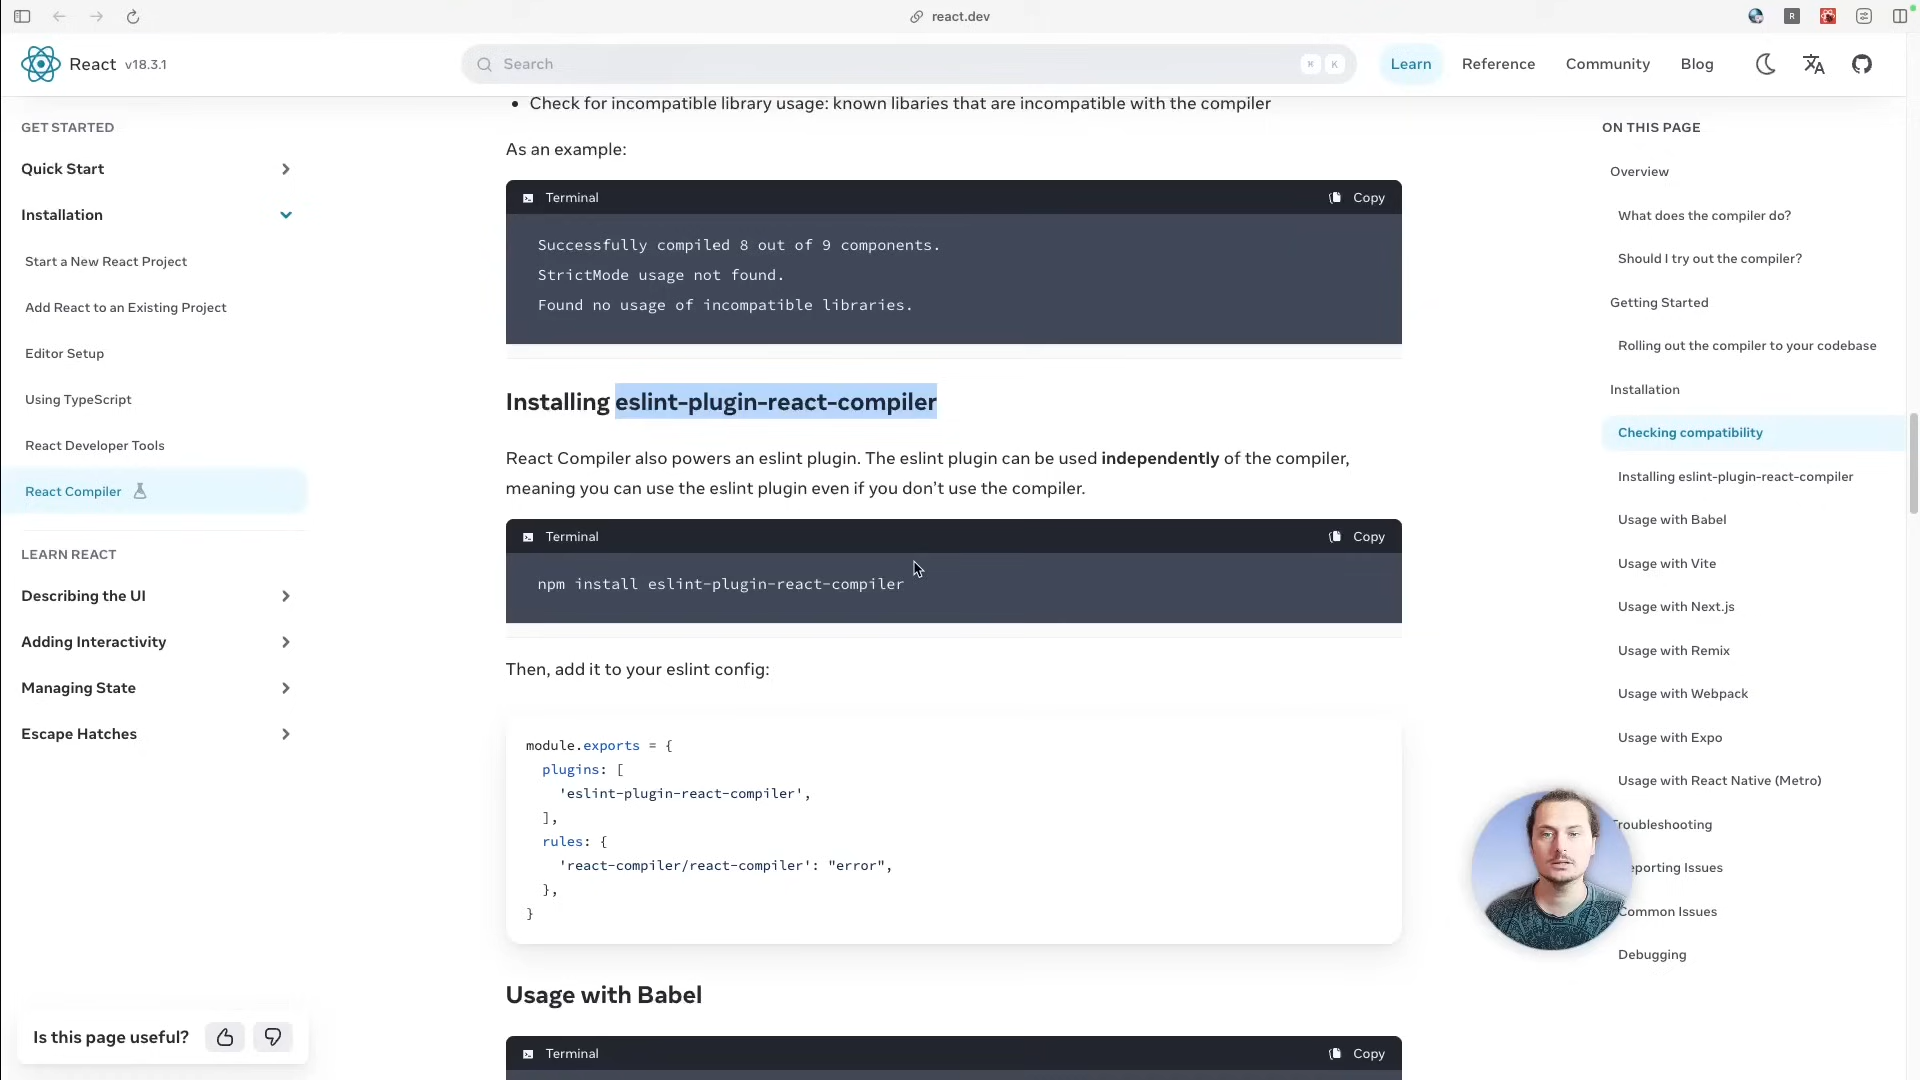 react.dev
React v18.3.1
Search
⌘ K
Learn
Reference
Community
Blog
GET STARTED
Quick Start
Installation
Start a New React Project
Add React to an Existing Project
Editor Setup
Using TypeScript
React Developer Tools
React Compiler
LEARN REACT
Describing the UI
Adding Interactivity
Managing State
Escape Hatches
Is this page useful?
• Check for incompatible library usage: known libaries that are incompatible with the compiler
As an example:
Terminal
Copy
Successfully compiled 8 out of 9 components.
StrictMode usage not found.
Found no usage of incompatible libraries.
Installing eslint-plugin-react-compiler
React Compiler also powers an eslint plugin. The eslint plugin can be used independently of the compiler,
meaning you can use the eslint plugin even if you don’t use the compiler.
Terminal
Copy
npm install eslint-plugin-react-compiler
Then, add it to your eslint config:
module.exports = {
plugins: [
'eslint-plugin-react-compiler',
],
rules: {
'react-compiler/react-compiler': "error",
},
}
Usage with Babel
Terminal
Copy
ON THIS PAGE
Overview
What does the compiler do?
Should I try out the compiler?
Getting Started
Rolling out the compiler to your codebase
Installation
Checking compatibility
Installing eslint-plugin-react-compiler
Usage with Babel
Usage with Vite
Usage with Next.js
Usage with Remix
Usage with Webpack
Usage with Expo
Usage with React Native (Metro)
Troubleshooting
eporting Issues
Common Issues
Debugging